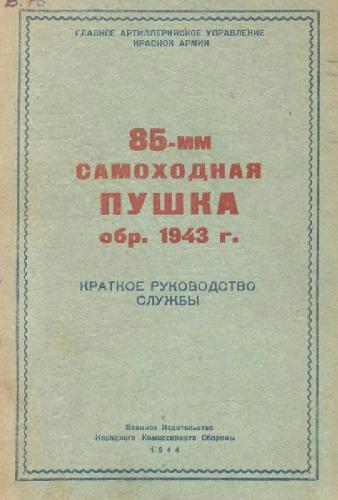 ГЛАВНОЕ АРТИЛЛЕРИЙСКОЕ УПРАВЛЕНИЕ
КРАСНОЙ АРМИИ
85-мм
САМОХОДНАЯ
ПУШКА
обр. 1943 г.
КРАТКОЕ РУКОВОДСТВО
СЛУЖБЫ
Военное Издательство
Народного Комиссариата Обороны
1944